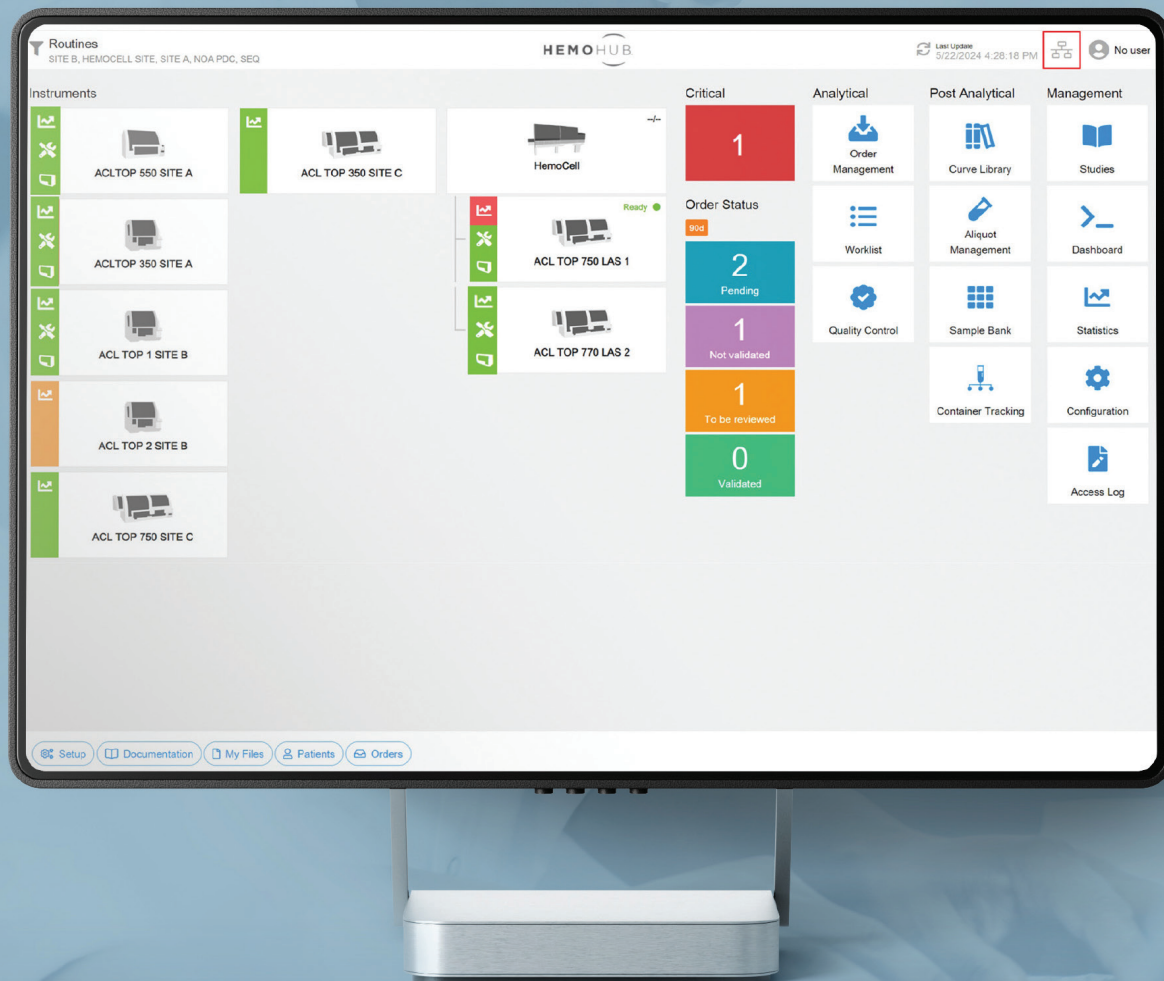 Routines
SITE B, HEMOCELL SITE, SITE A, NOA PDC, SEQ
HEMOHUB
Last Update
5/22/2024 4:28:18 PM
No user
Instruments
ACLTOP 550 SITE A
ACLTOP 350 SITE A
ACL TOP 1 SITE B
ACL TOP 2 SITE B
ACL TOP 750 SITE C
ACL TOP 350 SITE C
--/--
HemoCell
Ready
ACL TOP 750 LAS 1
ACL TOP 770 LAS 2
Critical
1
Order Status
90d
2
Pending
1
Not validated
1
To be reviewed
0
Validated
Analytical
Order
Management
Worklist
Quality Control
Post Analytical
Curve Library
Aliquot
Management
Sample Bank
Container Tracking
Management
Studies
Dashboard
Statistics
Configuration
Access Log
Setup
Documentation
My Files
Patients
Orders